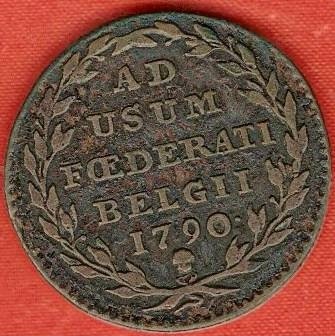 AD
USUM
FŒDERATI
BELGII
1790·